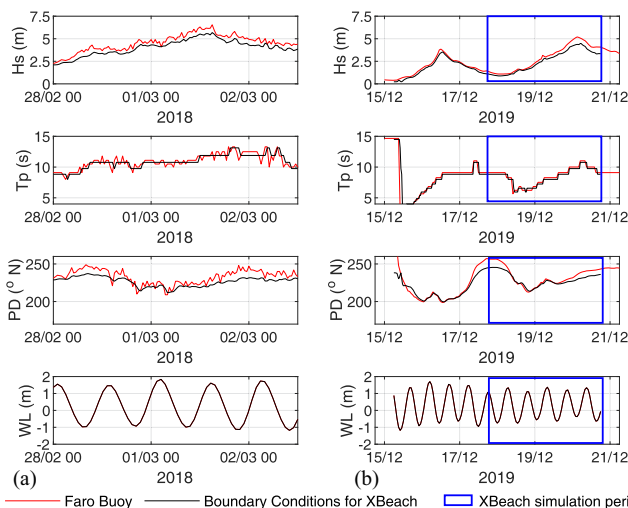 7.5
5
2.5
0
Hs (m)
28/02 00 01/03 00 02/03 00
2018
7.5
5
2.5
0
Hs (m)
15/12 17/12 19/12 21/12
2019
15
10
5
Tp (s)
28/02 00 01/03 00 02/03 00
2018
15
10
5
Tp (s)
15/12 17/12 19/12 21/12
2019
250
200
PD (° N)
28/02 00 01/03 00 02/03 00
2018
250
200
PD (° N)
15/12 17/12 19/12 21/12
2019
2
1
0
-1
-2
WL (m)
28/02 00 01/03 00 02/03 00
2018
2
1
0
-1
-2
WL (m)
15/12 17/12 19/12 21/12
2019
(a) (b)
Faro Buoy Boundary Conditions for XBeach XBeach simulation peri